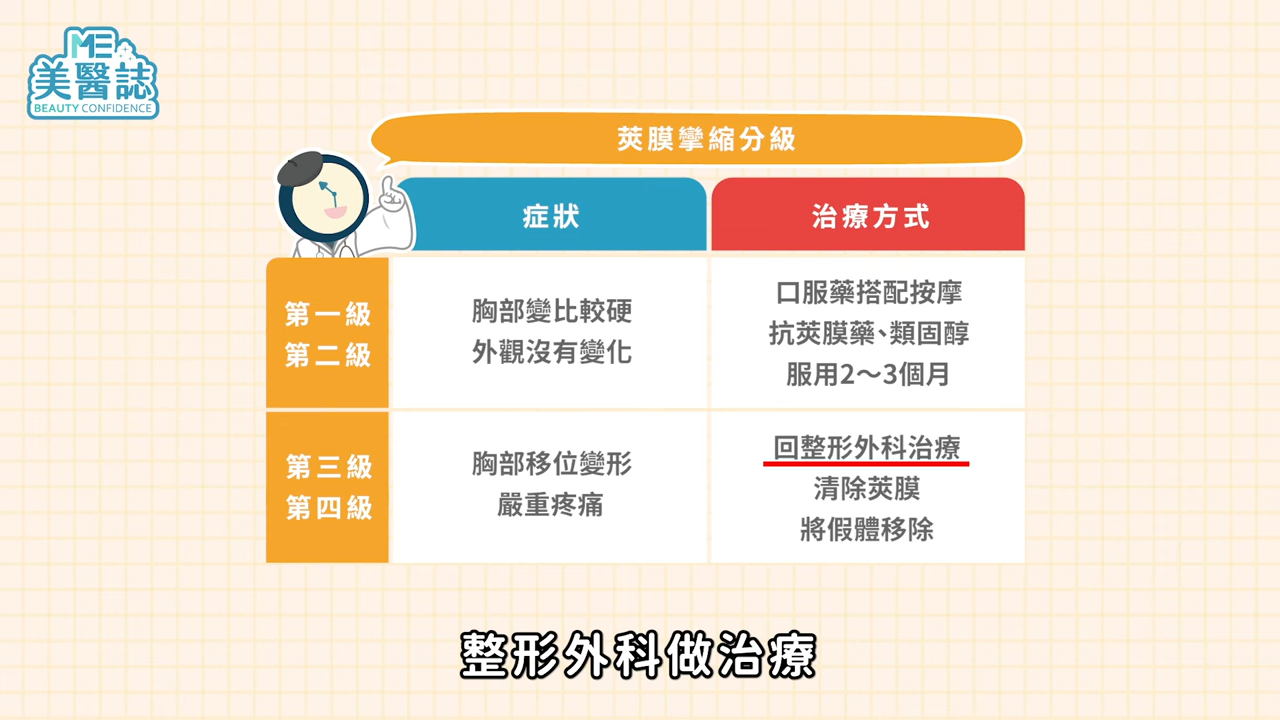 ME
美醫誌
BEAUTY CONFIDENCE
莢膜攣縮分級
症狀
治療方式
第一級
第二級
胸部變比較硬
外觀沒有變化
口服藥搭配按摩
抗莢膜藥、類固醇
服用2～3個月
第三級
第四級
胸部移位變形
嚴重疼痛
回整形外科治療
清除莢膜
將假體移除
整形外科做治療